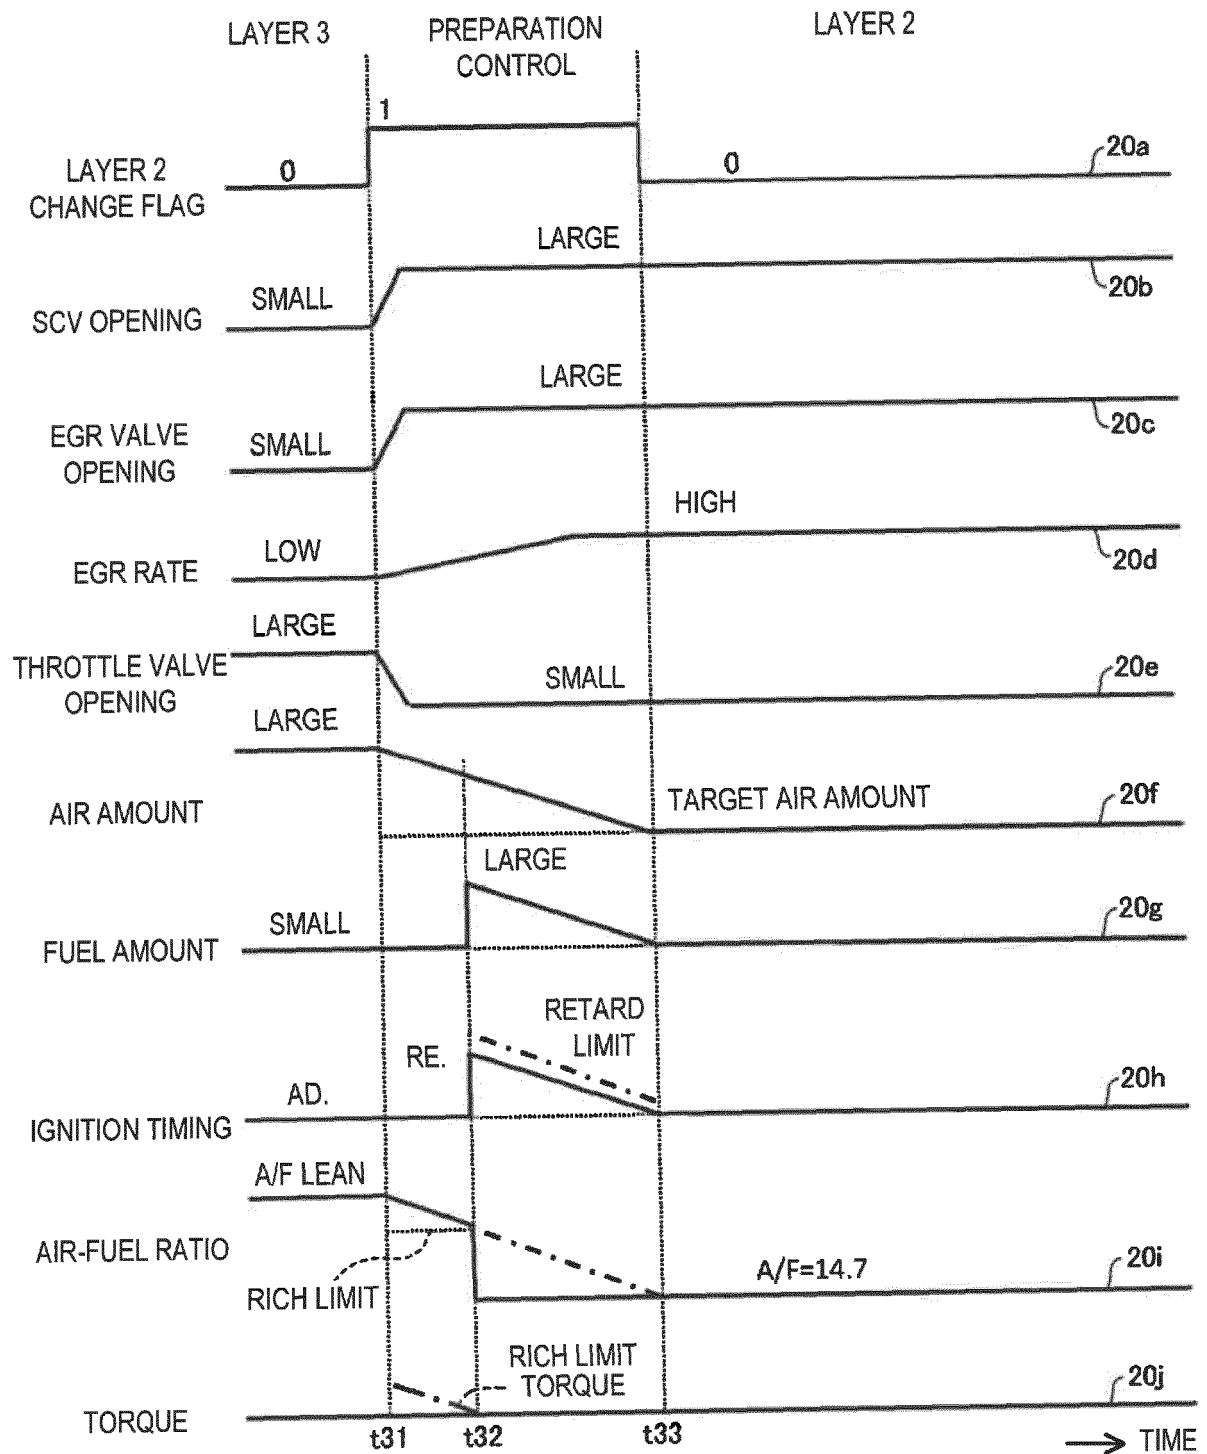 LAYER 3
PREPARATION
CONTROL
LAYER 2
1
0
0
20a
LAYER 2
CHANGE FLAG
LARGE
SMALL
20b
SCV OPENING
LARGE
20c
EGR VALVE
OPENING
SMALL
HIGH
LOW
20d
EGR RATE
LARGE
THROTTLE VALVE
OPENING
SMALL
20e
LARGE
AIR AMOUNT
TARGET AIR AMOUNT
20f
LARGE
SMALL
20g
FUEL AMOUNT
RETARD
LIMIT
RE.
AD.
20h
IGNITION TIMING
A/F LEAN
AIR-FUEL RATIO
A/F=14.7
20i
RICH LIMIT
RICH LIMIT
TORQUE
20j
TORQUE
t31
t32
t33
TIME